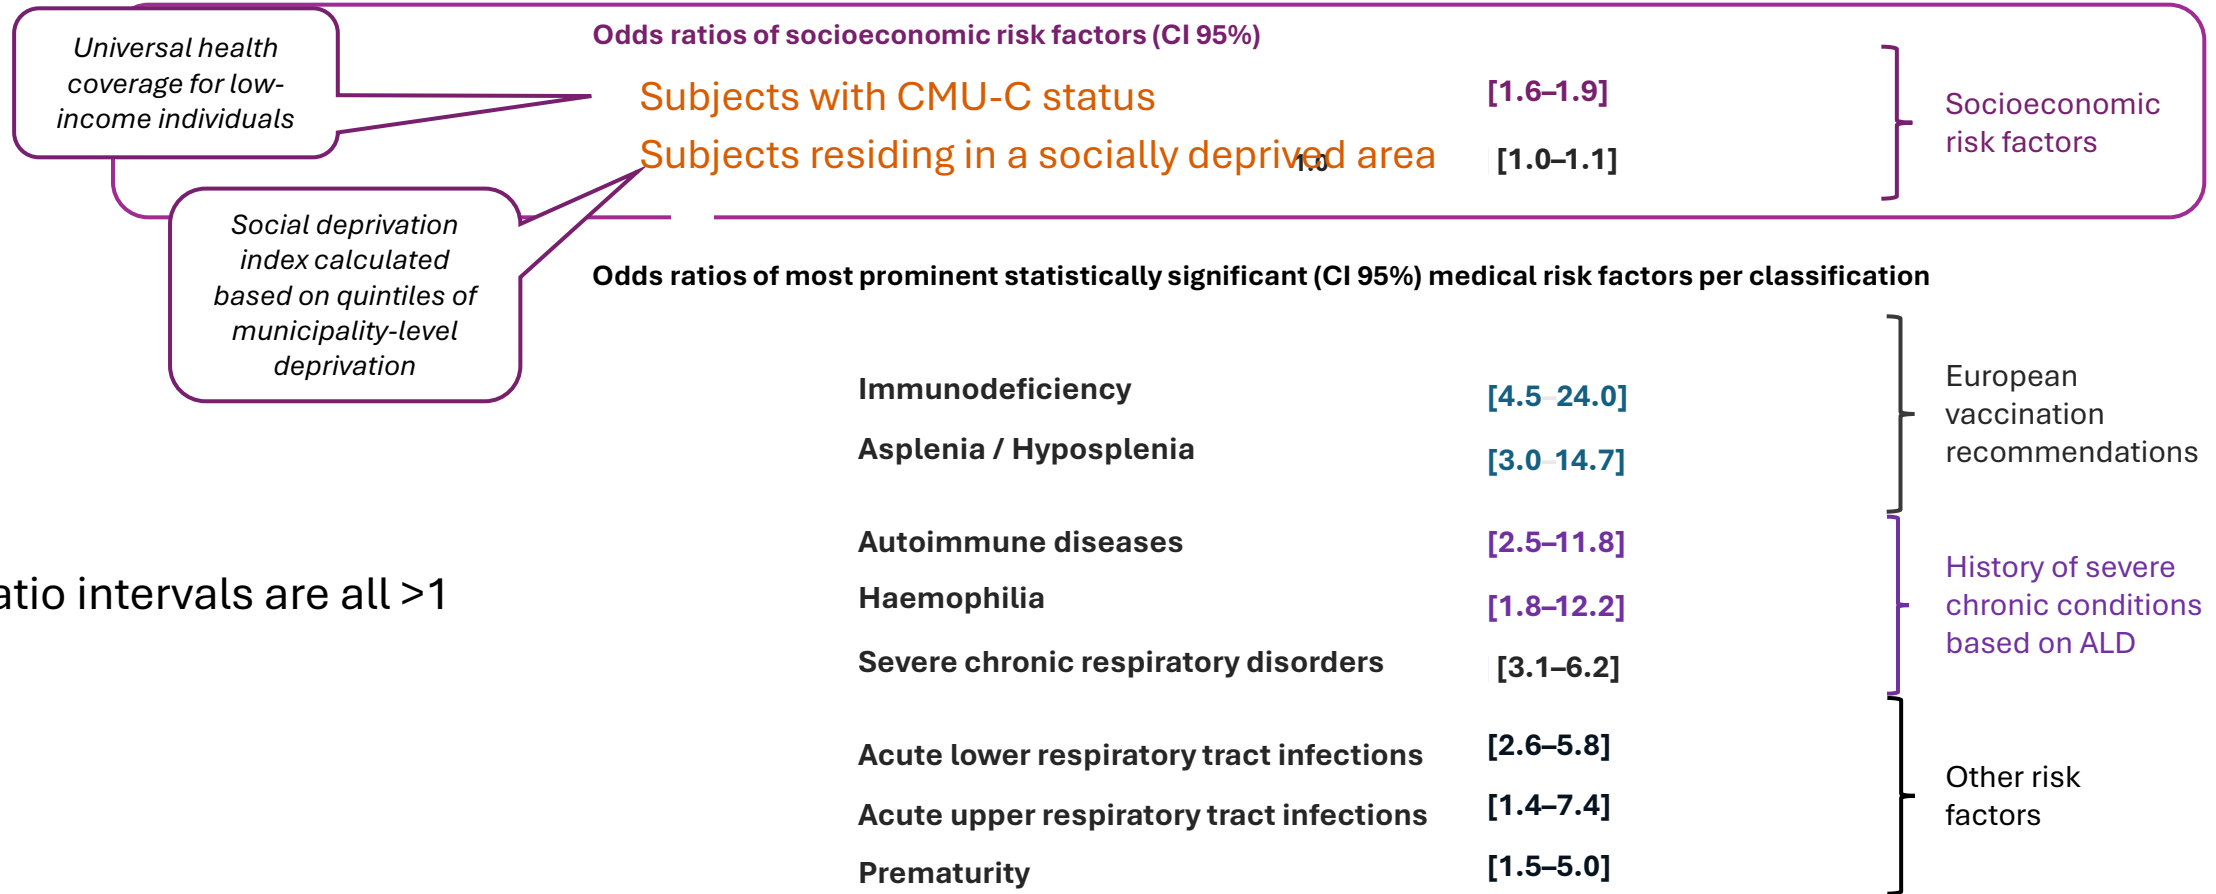 Universal health
coverage for low-
income individuals
Odds ratios of socioeconomic risk factors (CI 95%)
Subjects with CMU-C status
[1.6–1.9]
Subjects residing in a socially deprived area
1.0
[1.0–1.1]
Socioeconomic
risk factors
Social deprivation
index calculated
based on quintiles of
municipality-level
deprivation
Odds ratios of most prominent statistically significant (CI 95%) medical risk factors per classification
Immunodeficiency
[4.5–24.0]
Asplenia / Hyposplenia
[3.0–14.7]
European
vaccination
recommendations
atio intervals are all >1
Autoimmune diseases
[2.5–11.8]
Haemophilia
[1.8–12.2]
Severe chronic respiratory disorders
[3.1–6.2]
History of severe
chronic conditions
based on ALD
Acute lower respiratory tract infections
[2.6–5.8]
Acute upper respiratory tract infections
[1.4–7.4]
Prematurity
[1.5–5.0]
Other risk
factors